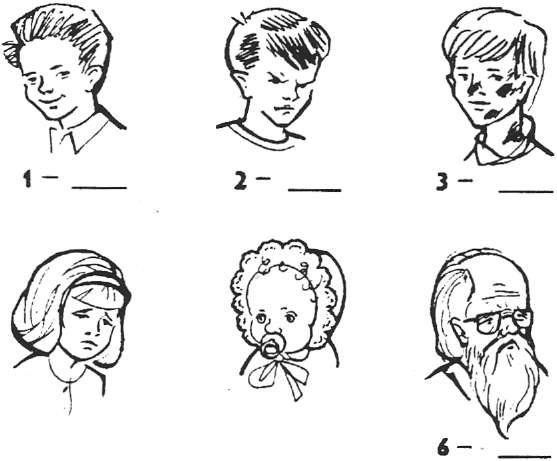 1 – ____ 2 – ____ 3 – ____
6 – ____